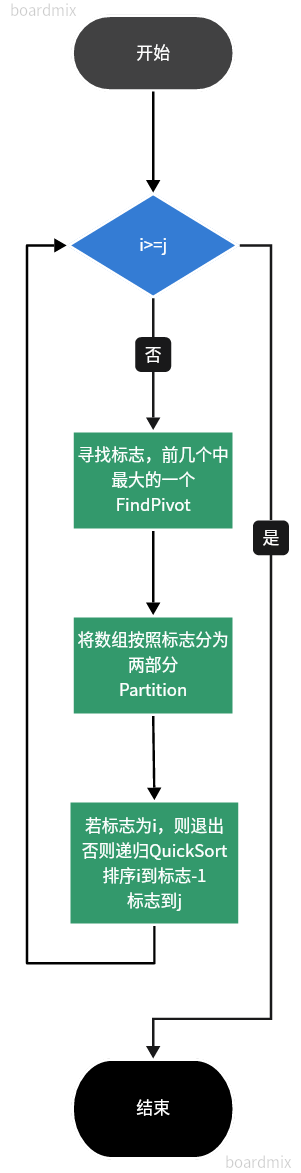 boardmix
开始
i>=j
否
寻找标志，前几个中
最大的一个
FindPivot
是
将数组按照标志分为
两部分
Partition
若标志为i，则退出
否则递归QuickSort
排序i到标志-1
标志到j
结束
boardmix